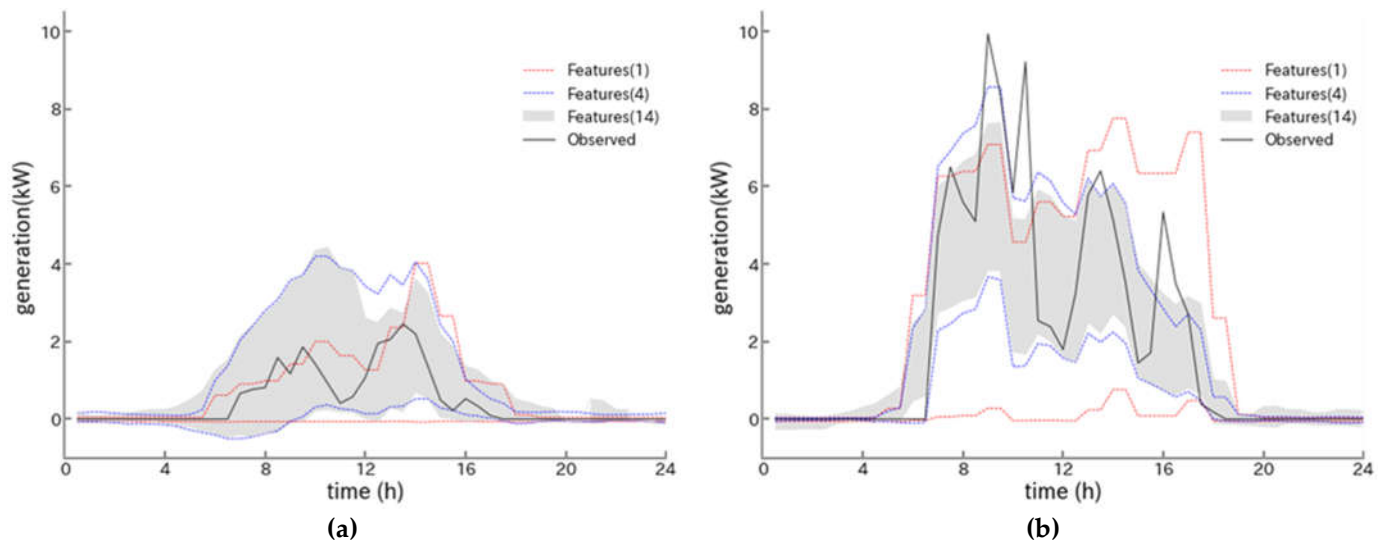 10
8
6
4
2
0
generation(kW)
Features(1)
Features(4)
Features(14)
Observed
0 4 8 12 16 20 24
time (h)
(a)
10
8
6
4
2
0
generation(kW)
Features(1)
Features(4)
Features(14)
Observed
0 4 8 12 16 20 24
time (h)
(b)